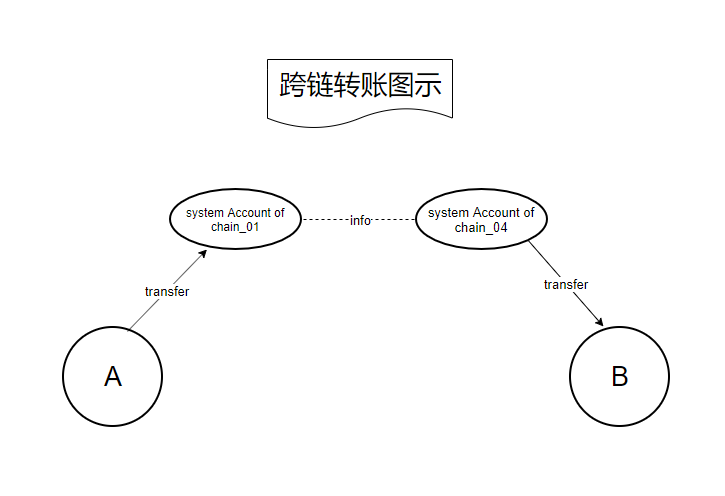 跨链转账图示
system Account of
chain_01
info
system Account of
chain_04
transfer
transfer
A
B